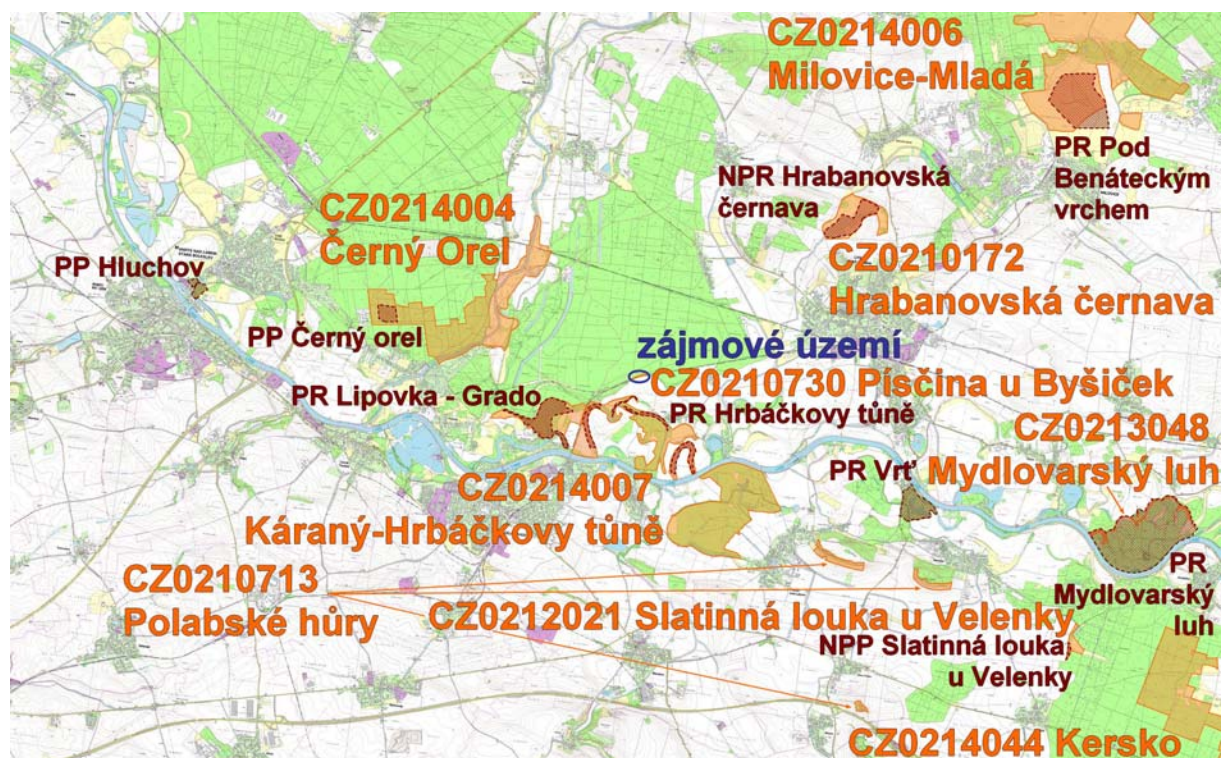 CZ0214006
Milovice-Mladá
PR Pod
Benáteckým
vrchem
NPR Hrabanovská
černava
CZ0214004
Černý Orel
CZ0210172
Hrabanovská černava
PP Hluchov
PP Černý orel
zájmové území
CZ0210730 Písčina u Byšiček
PR Lipovka - Grado
PR Hrbáčkovy tůně
CZ0213048
Mydlovarský luh
PR Vrť
CZ0214007
Káraný-Hrbáčkovy tůně
CZ0210713
Polabské hůry
PR
Mydlovarský
luh
CZ0212021 Slatinná louka u Velenky
NPP Slatinná louka
u Velenky
CZ0214044 Kersko